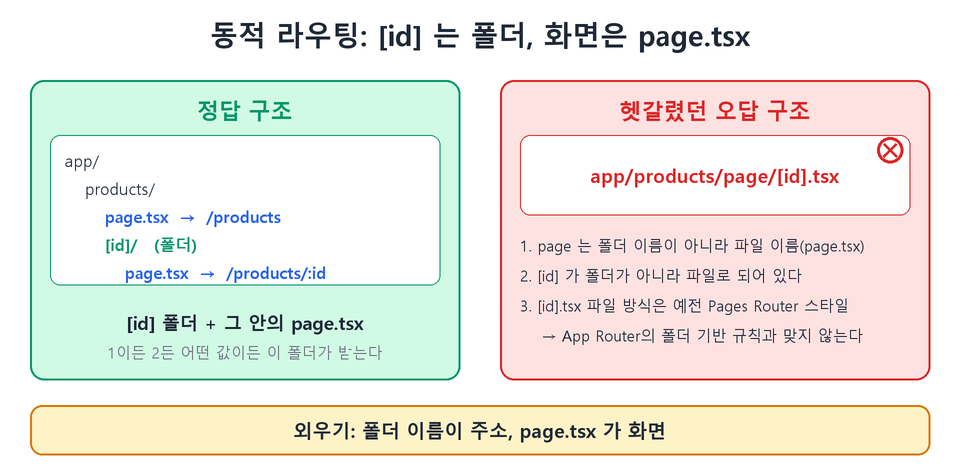 동적 라우팅: [id] 는 폴더, 화면은 page.tsx
정답 구조
app/
products/
page.tsx → /products
[id]/ (폴더)
page.tsx → /products/:id
[id] 폴더 + 그 안의 page.tsx
1이든 2든 어떤 값이든 이 폴더가 받는다
헷갈렸던 오답 구조
app/products/page/[id].tsx
1. page 는 폴더 이름이 아니라 파일 이름(page.tsx)
2. [id] 가 폴더가 아니라 파일로 되어 있다
3. [id].tsx 파일 방식은 예전 Pages Router 스타일
→ App Router의 폴더 기반 규칙과 맞지 않는다
외우기: 폴더 이름이 주소, page.tsx 가 화면